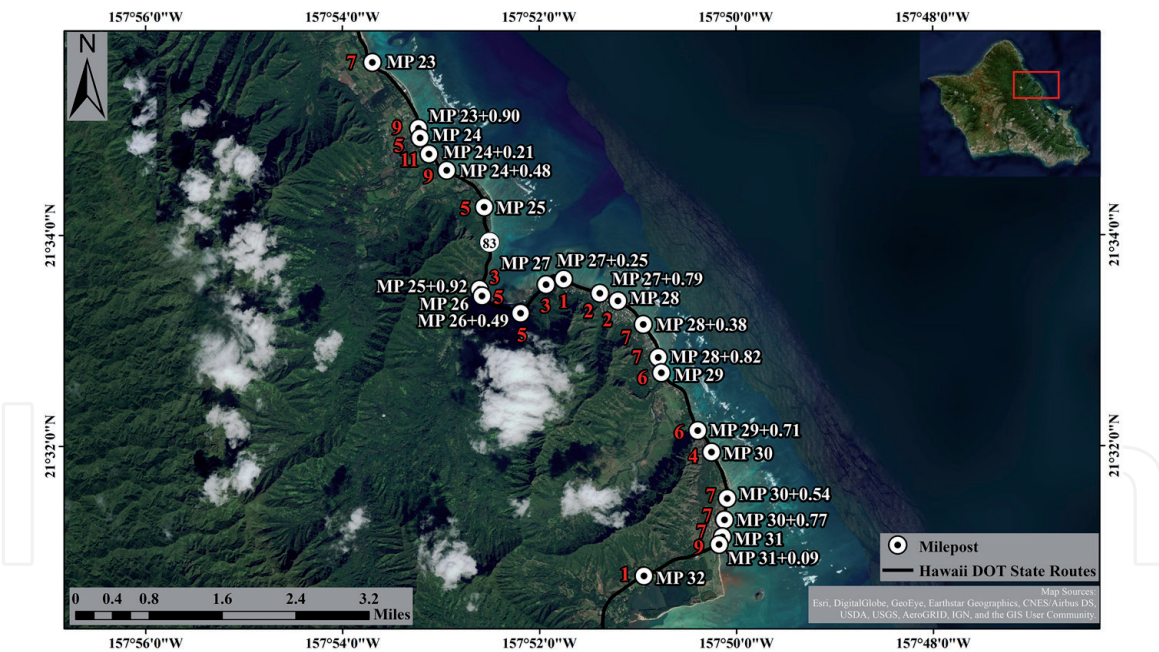 157°56'0"W 157°54'0"W 157°52'0"W 157°50'0"W 157°48'0"W
N
7 MP 23
MP 23+0.90
9
MP 24
5
MP 24+0.21
11
MP 24+0.48
9
5 MP 25
21°34'0"N 21°34'0"N
83
MP 27+0.25
MP 27
MP 27+0.79
3
MP 25+0.92
5
MP 26
3
1
2
2
MP 28
MP 26+0.49
5
MP 28+0.38
7
7 MP 28+0.82
6 MP 29
6 MP 29+0.71
21°32'0"N 21°32'0"N
4 MP 30
7 MP 30+0.54
7 MP 30+0.77
7 MP 31
9 MP 31+0.09
1 MP 32
Milepost
Hawaii DOT State Routes
Map Sources:
Esri, DigitalGlobe, GeoEye, Earthstar Geographics, CNES/Airbus DS,
USDA, USGS, AeroGRID, IGN, and the GIS User Community.
0 0.4 0.8 1.6 2.4 3.2
Miles
157°56'0"W 157°54'0"W 157°52'0"W 157°50'0"W 157°48'0"W